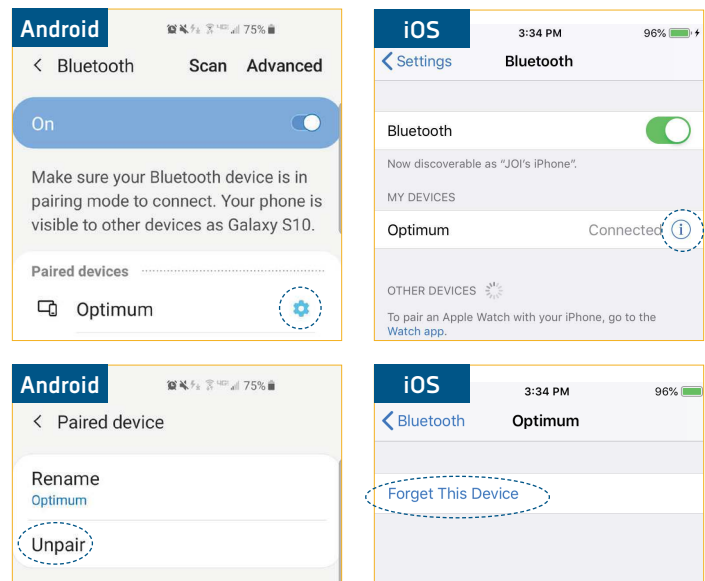 Android
75%
< Bluetooth Scan Advanced
On
Make sure your Bluetooth device is in
pairing mode to connect. Your phone is
visible to other devices as Galaxy S10.
Paired devices
Optimum
iOS
3:34 PM 96%
Settings Bluetooth
Bluetooth
Now discoverable as “JOI’s iPhone”.
MY DEVICES
Optimum Connected i
OTHER DEVICES
To pair an Apple Watch with your iPhone, go to the
Watch app.
Android
75%
< Paired device
Rename
Optimum
Unpair
iOS
3:34 PM 96%
Bluetooth Optimum
Forget This Device